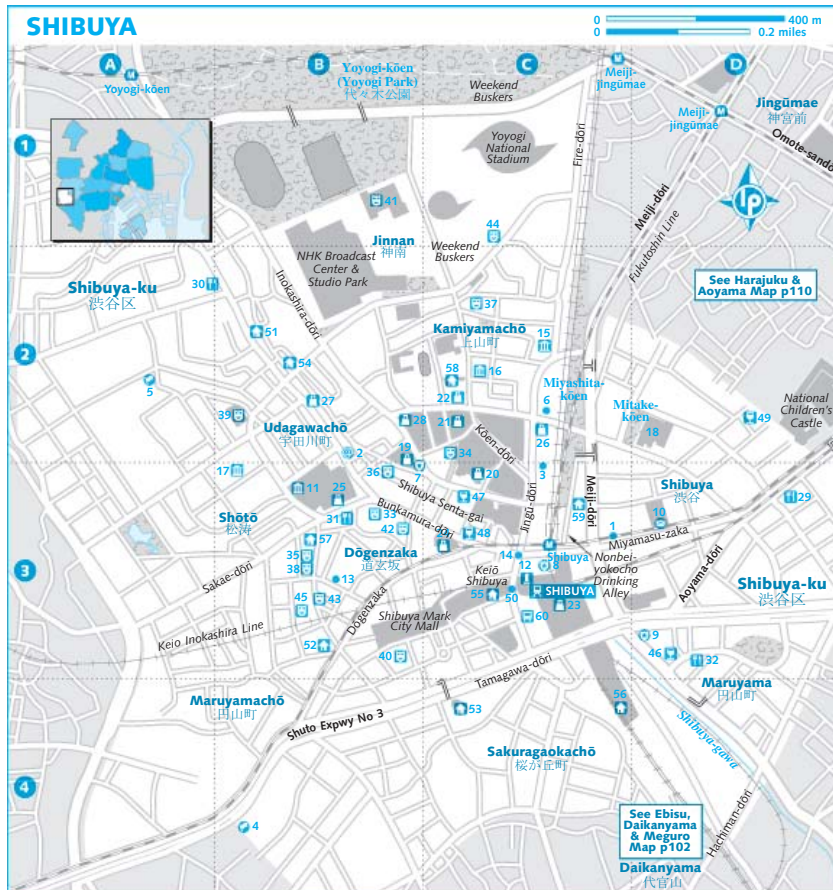 SHIBUYA
0 400 m
0 0.2 miles
A
B
C
D
Yoyogi-kōen
Yoyogi-kōen
(Yoyogi Park)
代々木公園
Weekend
Buskers
Meiji-
jingūmae
Meiji-
jingūmae
Jingūmae
神宮前
Omote-sandō
1
Yoyogi
National
Stadium
Fire-dōri
Meiji-dōri
Fukutoshin Line
lp
41
44
Jinnan
神南
Weekend
Buskers
NHK Broadcast
Center &
Studio Park
Inokashira-dōri
See Harajuku &
Aoyama Map p110
Shibuya-ku
渋谷区
30
37
51
Kamiyamachō
上山町
15
2
54
16
58
5
22
Miyashita-
kōen
6
Mitake-
kōen
National
Children's
Castle
27
39
28
21
26
18
49
Udagawachō
宇田川町
2
19
Kōen-dōri
34
17
36
7
20
3
Shibuya
渋谷
11
25
Shibuya Senta-gai
47
Jingū-dōri
Meiji-dōri
59
10
29
Shōtō
松涛
31
33
Bunkamura-dōri
42
48
1
Miyamasu-zaka
57
24
14
Shibuya
3
35
Dōgenzaka
道玄坂
Nonbei-
yokocho
Drinking
Alley
38
12
8
Sakae-dōri
13
Keiō
Shibuya
SHIBUYA
Aoyama-dōri
Shibuya-ku
渋谷区
45
43
Dōgenzaka
55
50
23
Shibuya Mark
City Mall
60
Keio Inokashira Line
9
52
40
46
32
Tamagawa-dōri
Maruyama
円山町
Maruyamachō
円山町
56
53
Shuto Expwy No 3
Shibuya-gawa
Sakuragaokachō
桜が丘町
4
4
Hachiman-dōri
See Ebisu,
Daikanyama
& Meguro
Map p102
Daikanyama
代官山